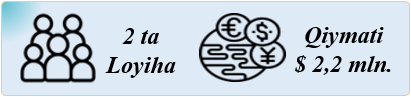 2 ta
Loyiha
Qiymati
$ 2,2 mln.